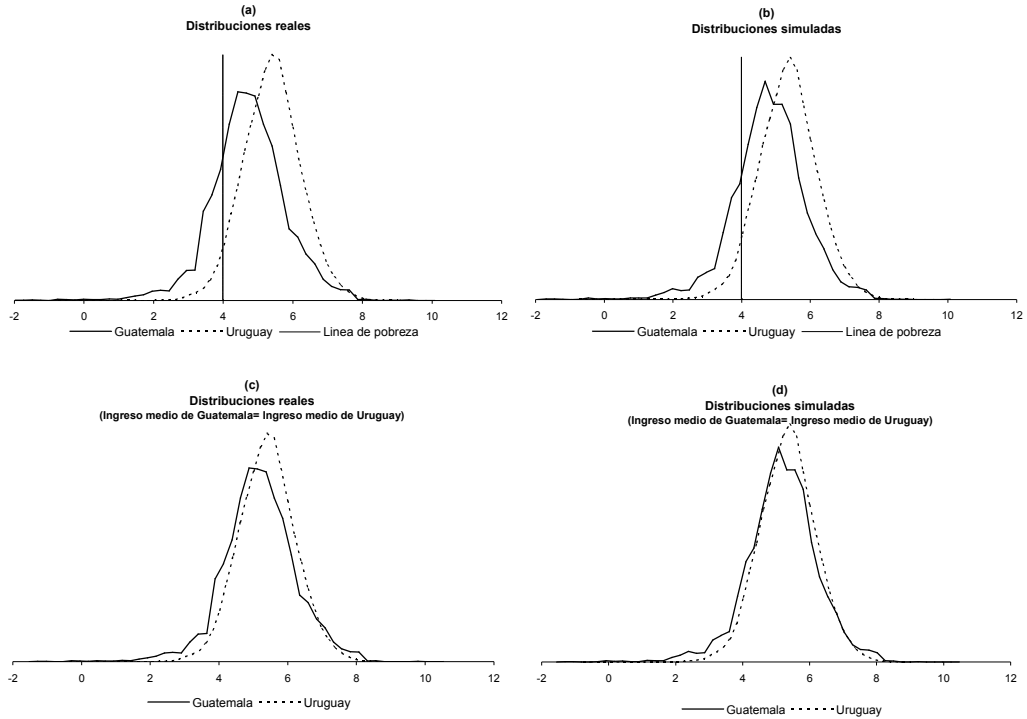 (a)
Distribuciones reales
-2 0 2 4 6 8 10 12
Guatemala Uruguay Linea de pobreza
(b)
Distribuciones simuladas
-2 0 2 4 6 8 10 12
Guatemala Uruguay Linea de pobreza
(c)
Distribuciones reales
(Ingreso medio de Guatemala= Ingreso medio de Uruguay)
-2 0 2 4 6 8 10 12
Guatemala Uruguay
(d)
Distribuciones simuladas
(Ingreso medio de Guatemala= Ingreso medio de Uruguay)
-2 0 2 4 6 8 10 12
Guatemala Uruguay